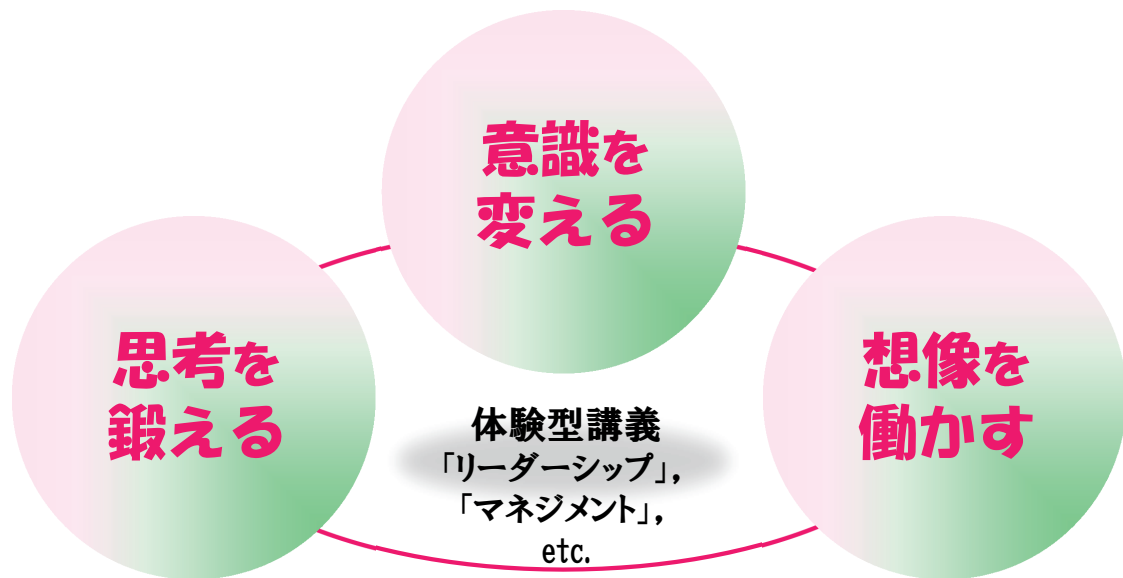 意識を
変える
思考を
鍛える
想像を
働かす
体験型講義
「リーダーシップ」,
「マネジメント」,
etc.